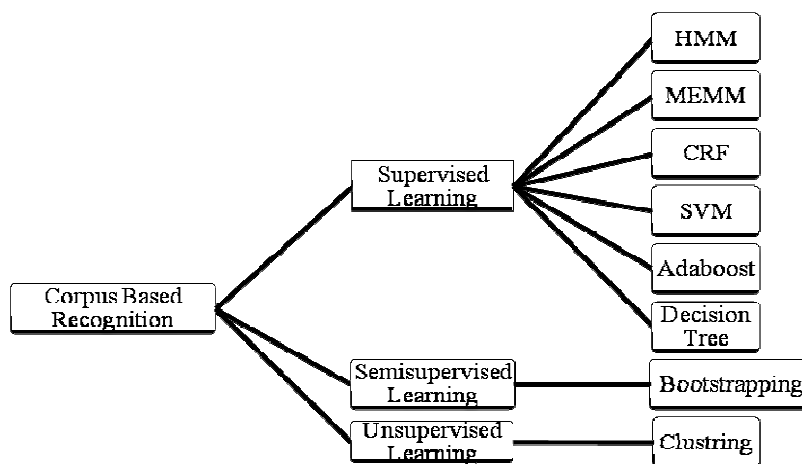 HMM
MEMM
CRF
SVM
Adaboost
Decision
Tree
Supervised
Learning
Corpus Based
Recognition
Semisupervised
Learning
Bootstrapping
Unsupervised
Learning
Clustring